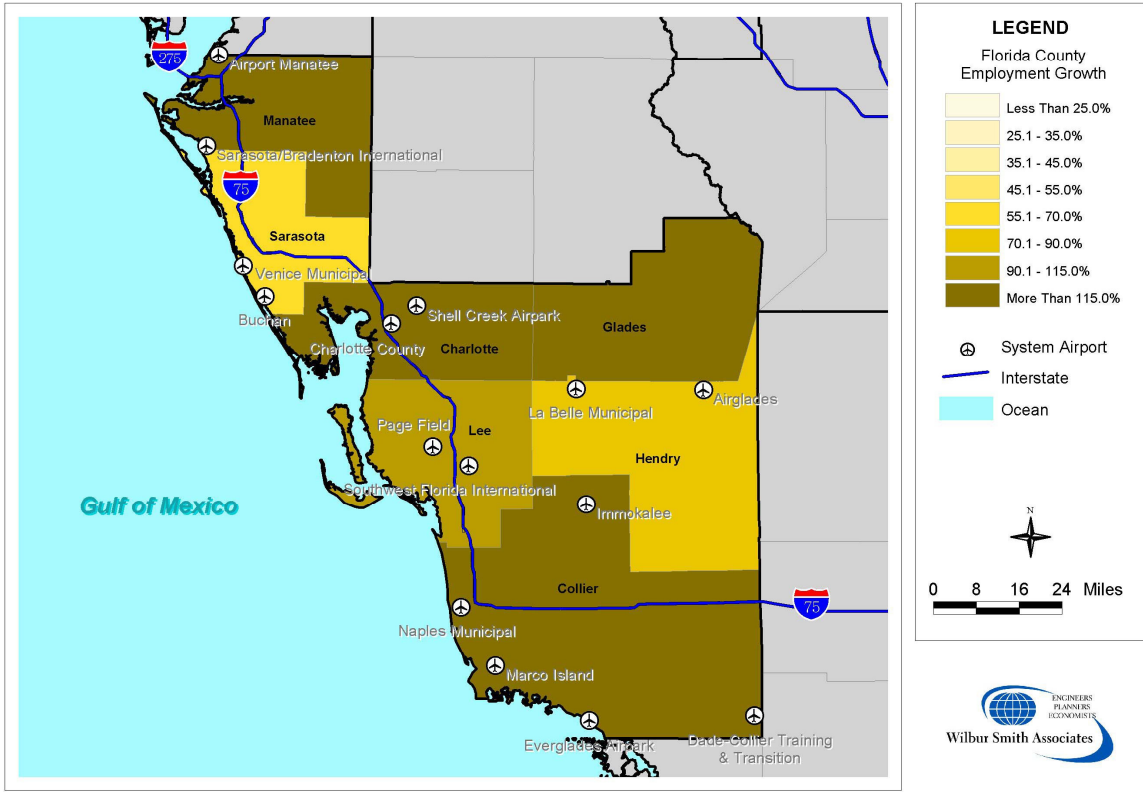 275
Airport Manatee
Manatee
Sarasota/Bradenton International
75
Sarasota
Venice Municipal
Buchan
Shell Creek Airpark
Charlotte County
Charlotte
Glades
La Belle Municipal
Airglades
Page Field
Lee
Hendry
Southwest Florida International
Immokalee
Gulf of Mexico
Collier
75
Naples Municipal
Marco Island
Everglades Airpark
Dade-Collier Training
& Transition
LEGEND
Florida County
Employment Growth
Less Than 25.0%
25.1 - 35.0%
35.1 - 45.0%
45.1 - 55.0%
55.1 - 70.0%
70.1 - 90.0%
90.1 - 115.0%
More Than 115.0%
System Airport
Interstate
Ocean
N
0 8 16 24 Miles
ENGINEERS
PLANNERS
ECONOMISTS
Wilbur Smith Associates